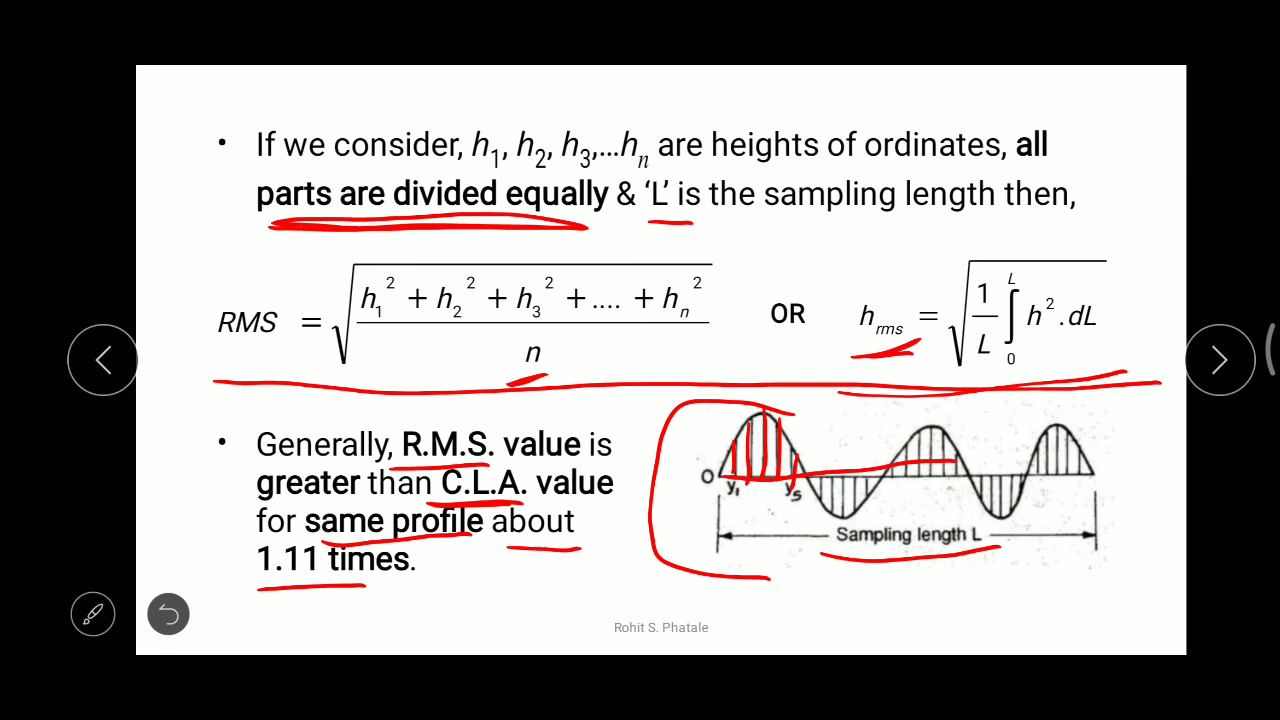 • If we consider, h₁, h₂, h₃,...hₙ are heights of ordinates, all
parts are divided equally & ‘L’ is the sampling length then,
RMS = √((h₁² + h₂² + h₃² + .... + hₙ²) / n) OR h_rms = √(1/L ∫₀ᴸ h².dL)
• Generally, R.M.S. value is
greater than C.L.A. value
for same profile about
1.11 times.
O y₁ y₅
Sampling length L
Rohit S. Phatale